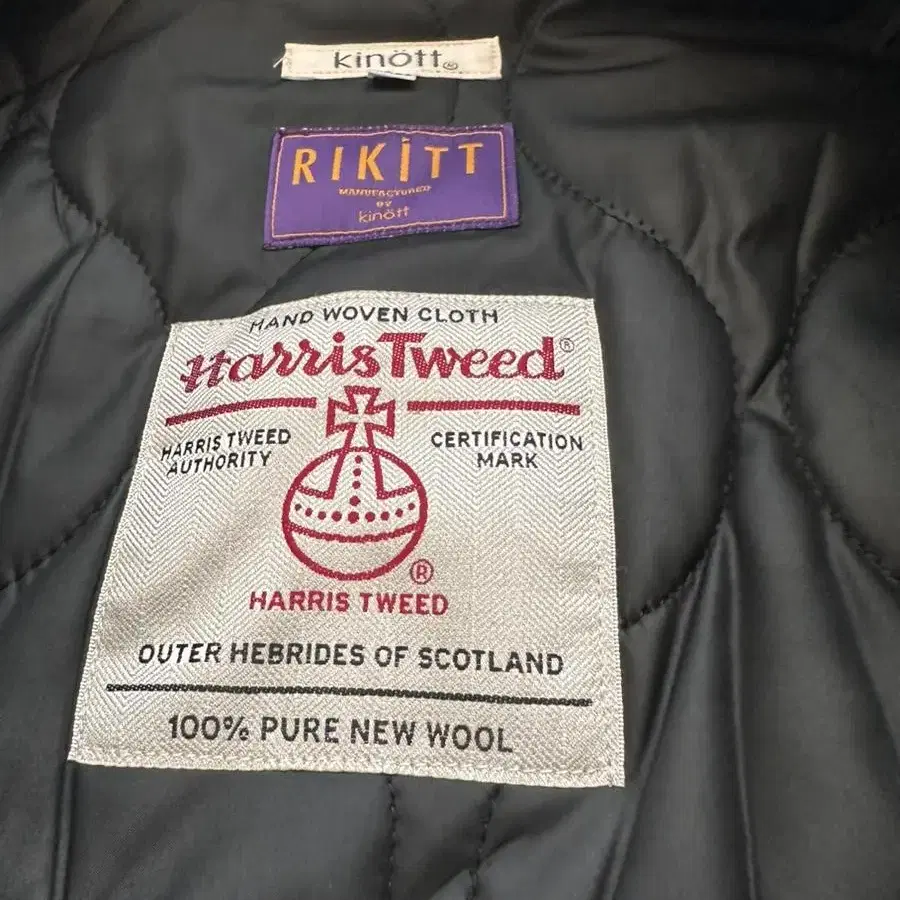 kinött®
RIKITT
MANUFACTURED
BY
kinött
HAND WOVEN CLOTH
Harris Tweed®
HARRIS TWEED
AUTHORITY
CERTIFICATION
MARK
®
HARRIS TWEED
OUTER HEBRIDES OF SCOTLAND
100% PURE NEW WOOL